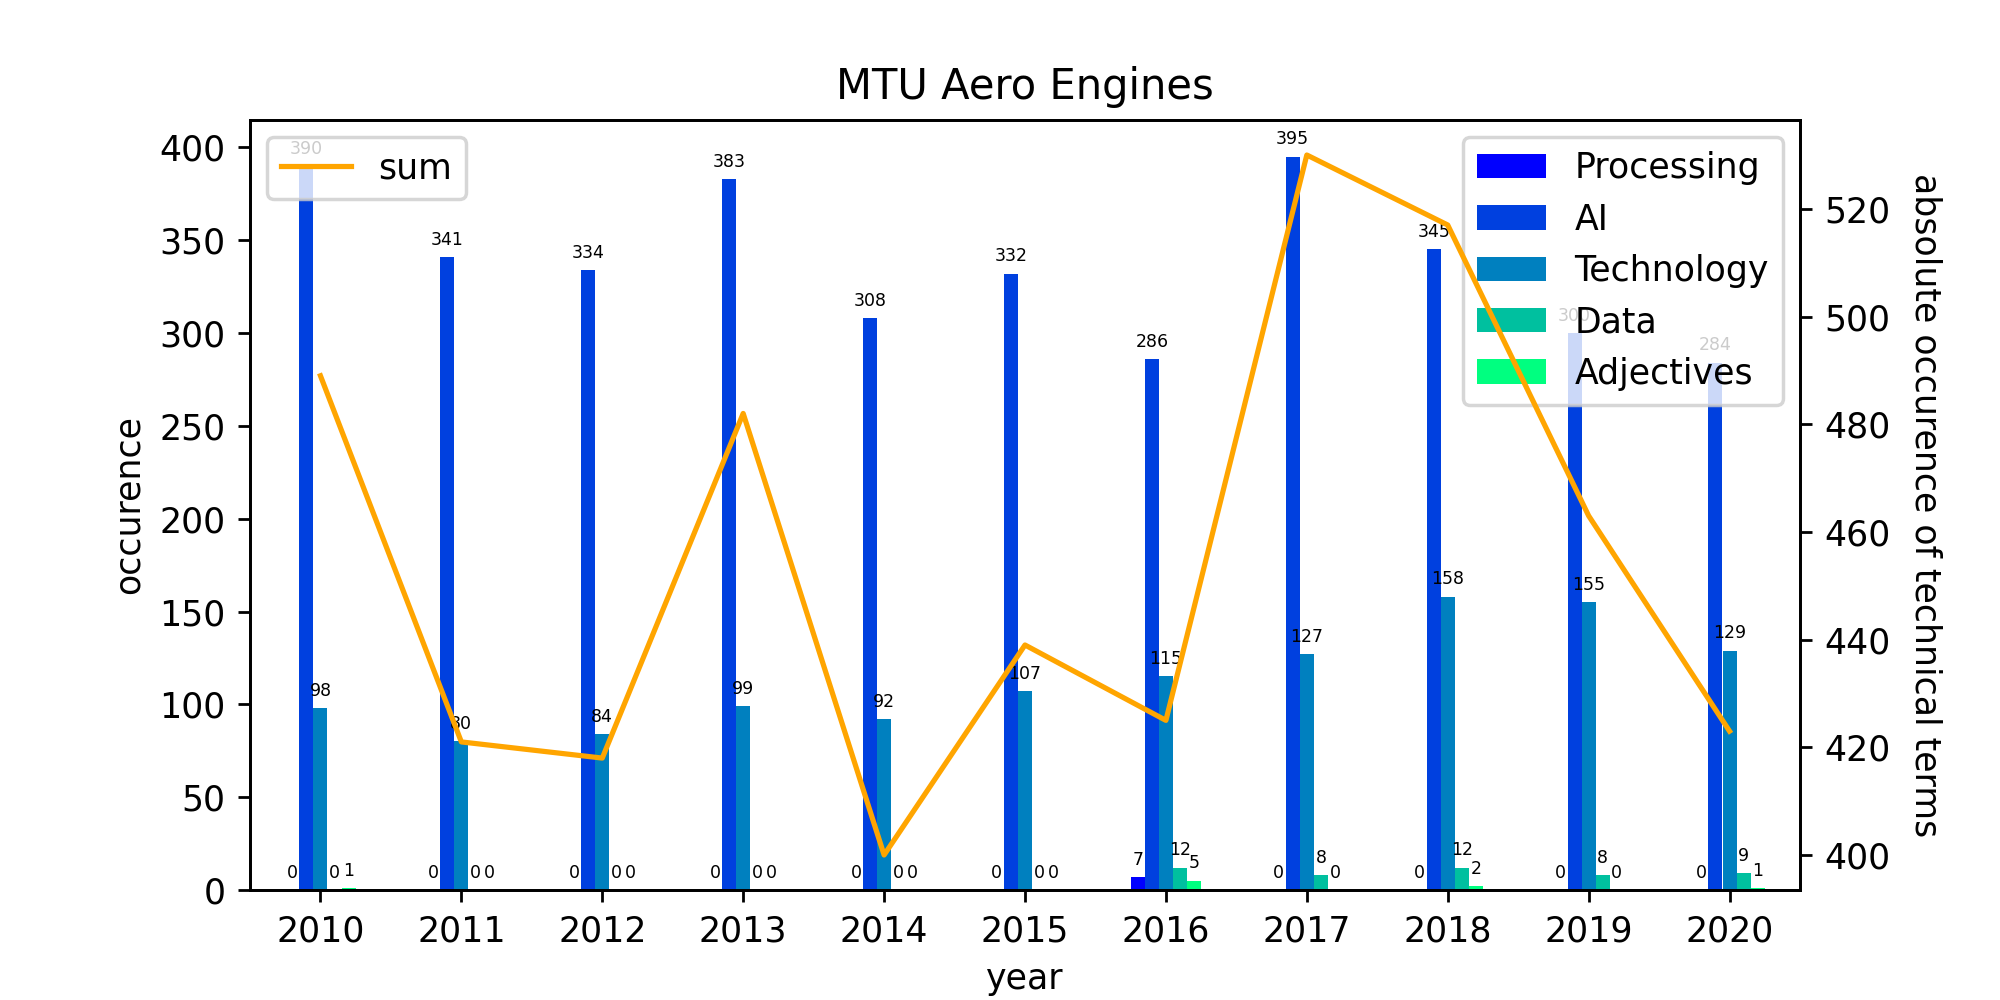 MTU Aero Engines
sum
Processing
AI
Technology
Data
Adjectives
400
350
300
250
200
150
100
50
0
occurence
520
500
480
460
440
420
400
absolute occurence of technical terms
0 390 98 0 1
0 341 80 0 0
0 334 84 0 0
0 383 99 0 0
0 308 92 0 0
0 332 107 0 0
7 286 115 12 5
0 395 127 8 0
0 345 158 12 2
0 300 155 8 0
0 284 129 9 1
2010 2011 2012 2013 2014 2015 2016 2017 2018 2019 2020
year